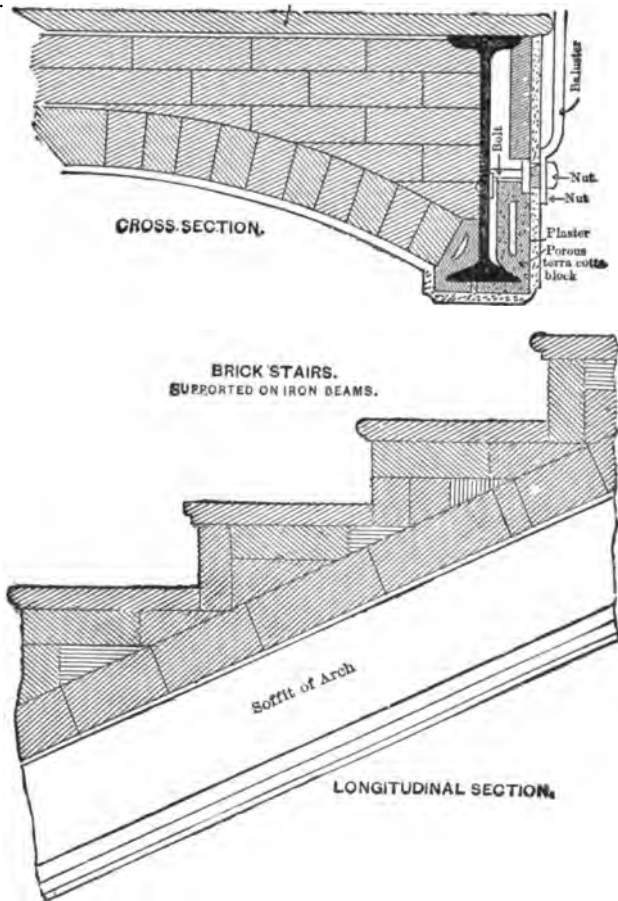 Baluster
Bolt
Nut.
Nut
CROSS-SECTION.
Plaster
Porous
terra cotta
block
BRICK STAIRS.
SUPPORTED ON IRON BEAMS.
Soffit of Arch
LONGITUDINAL SECTION.